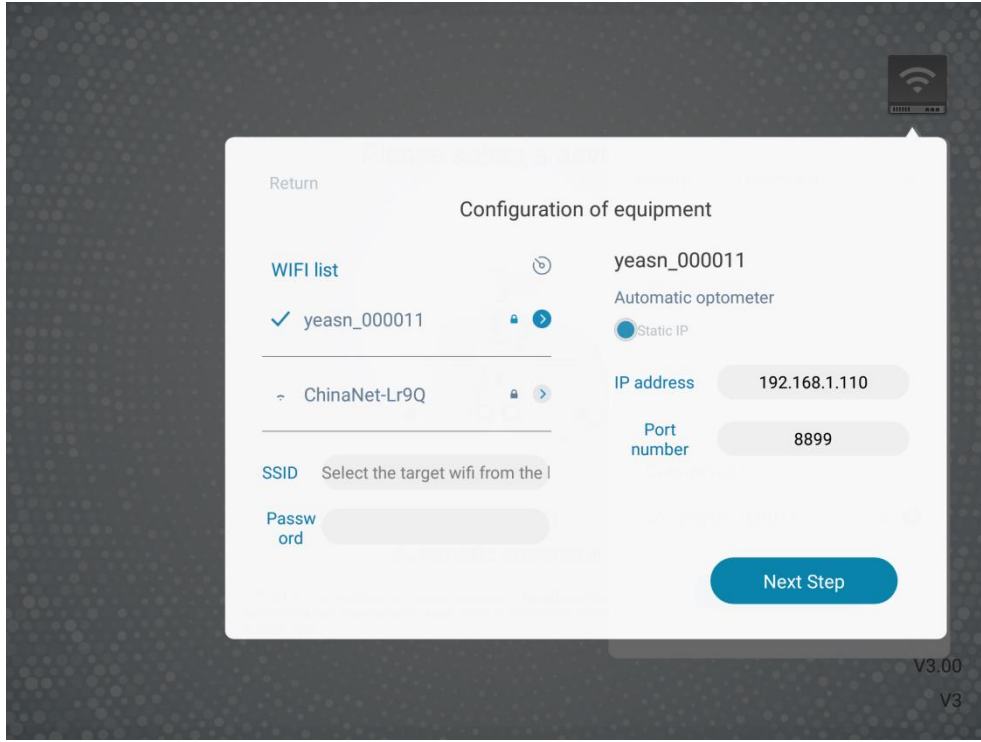 Return
Configuration of equipment
WIFI list
yeasn_000011
ChinaNet-Lr9Q
SSID Select the target wifi from the l
Passw
ord
yeasn_000011
Automatic optometer
Static IP
IP address 192.168.1.110
Port
number
8899
Next Step
V3.00
V3